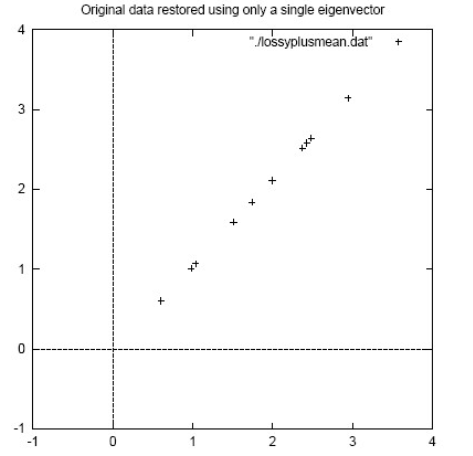 Original data restored using only a single eigenvector
4
"./lossyplusmean.dat"
3
2
1
0
-1
-1 0 1 2 3 4